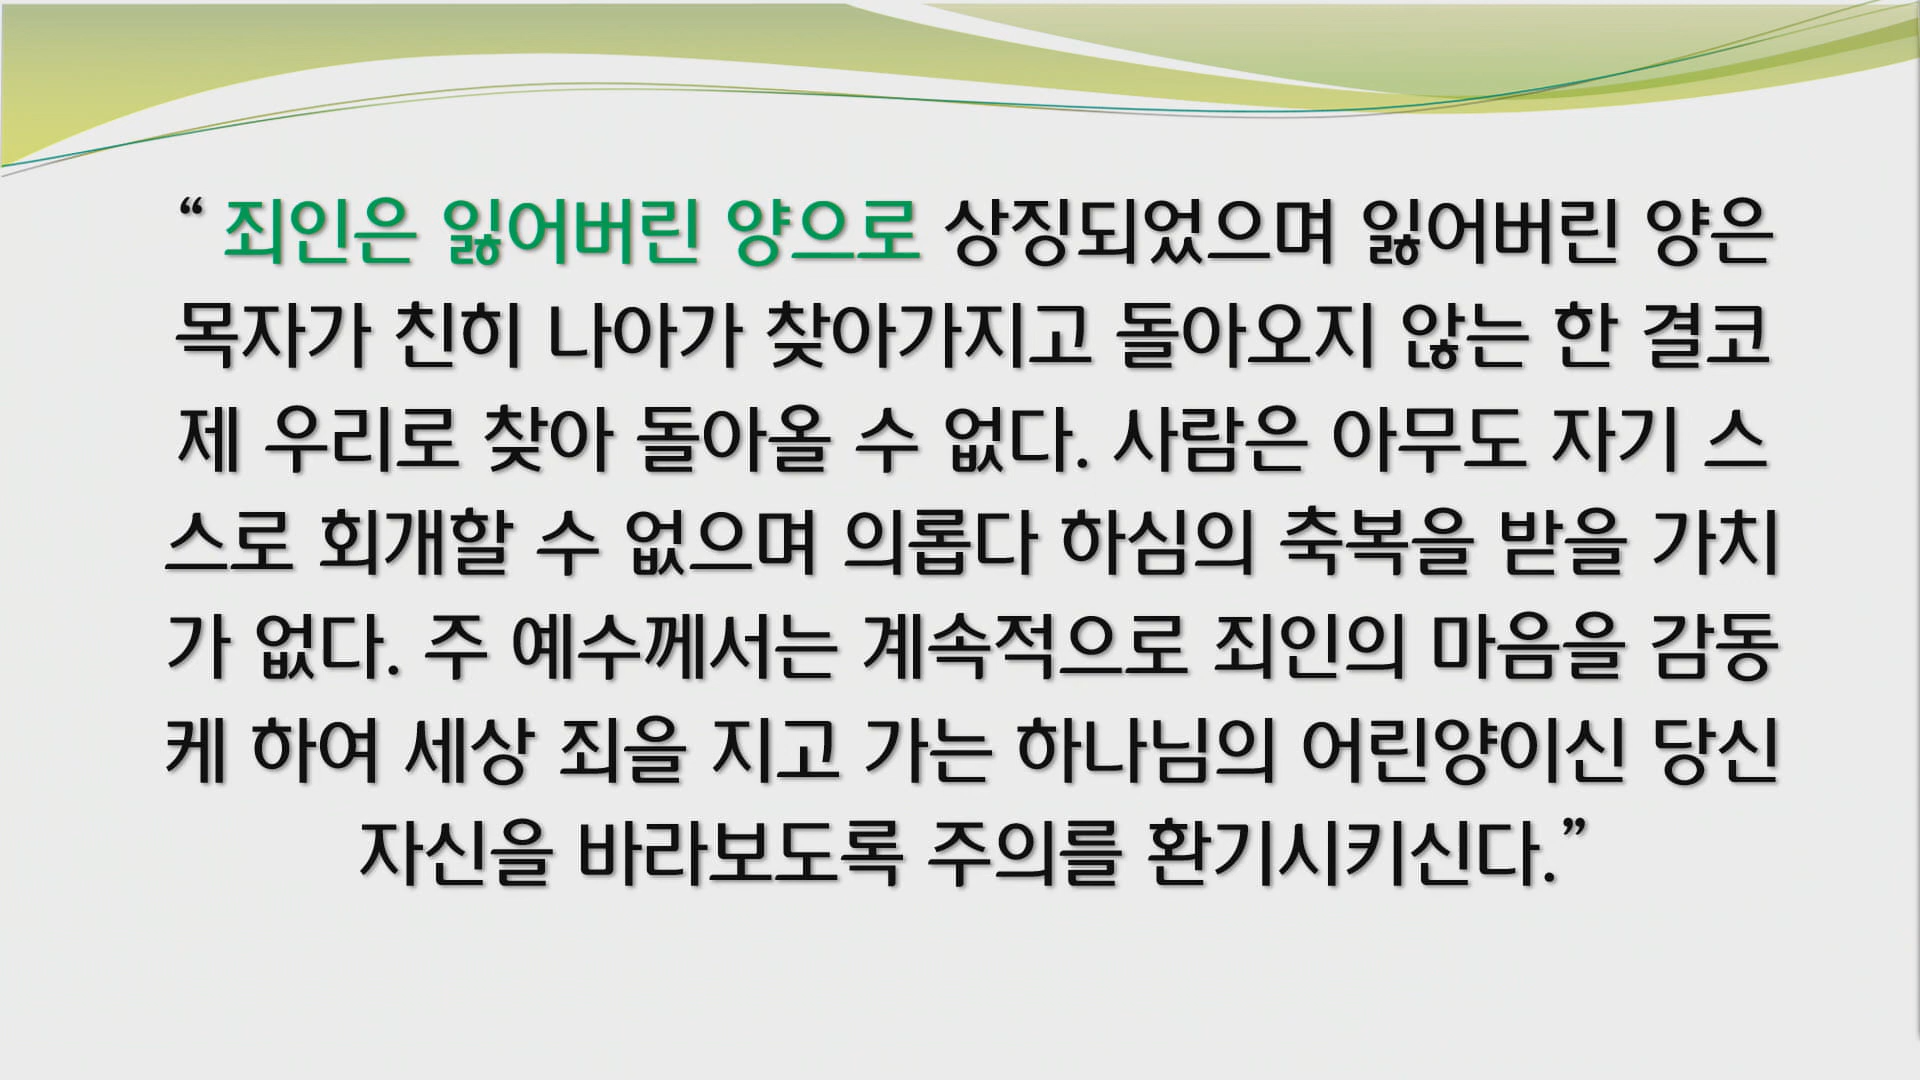 “ 죄인은 잃어버린 양으로 상징되었으며 잃어버린 양은
목자가 친히 나아가 찾아가지고 돌아오지 않는 한 결코
제 우리로 찾아 돌아올 수 없다. 사람은 아무도 자기 스
스로 회개할 수 없으며 의롭다 하심의 축복을 받을 가치
가 없다. 주 예수께서는 계속적으로 죄인의 마음을 감동
케 하여 세상 죄을 지고 가는 하나님의 어린양이신 당신
자신을 바라보도록 주의를 환기시키신다.”